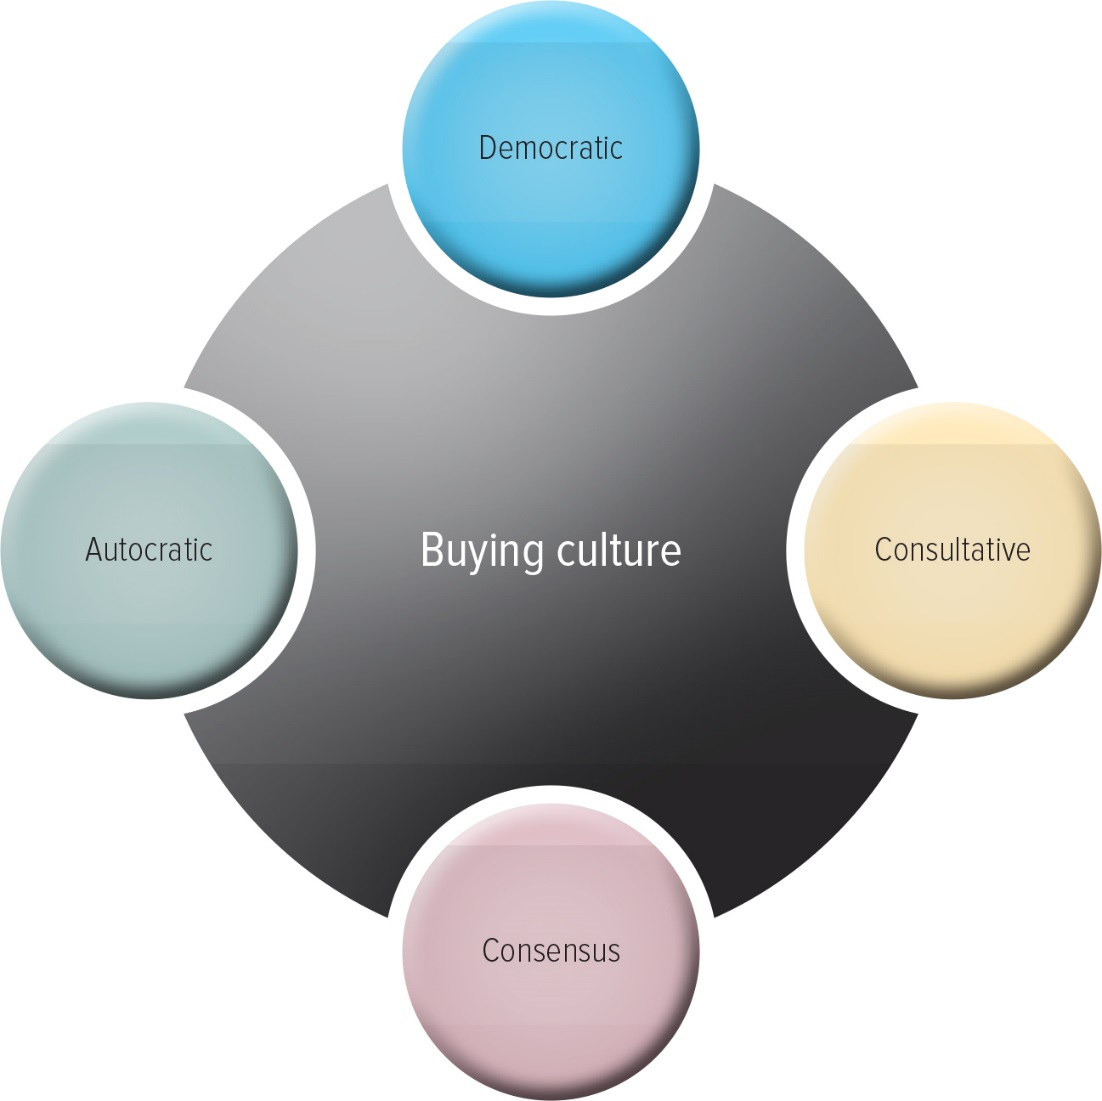 Democratic
Autocratic
Buying culture
Consultative
Consensus